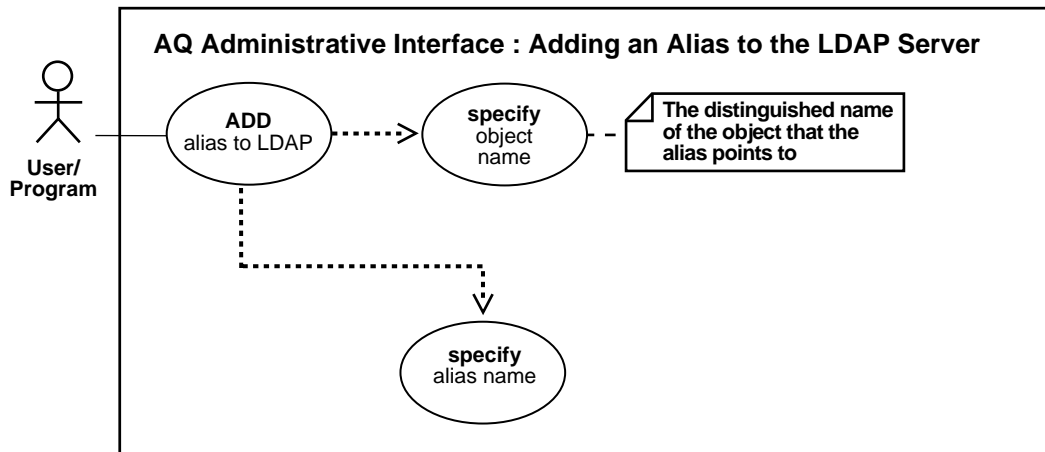 AQ Administrative Interface : Adding an Alias to the LDAP Server
User/
Program
ADD
alias to LDAP
specify
object
name
The distinguished name
of the object that the
alias points to
specify
alias name